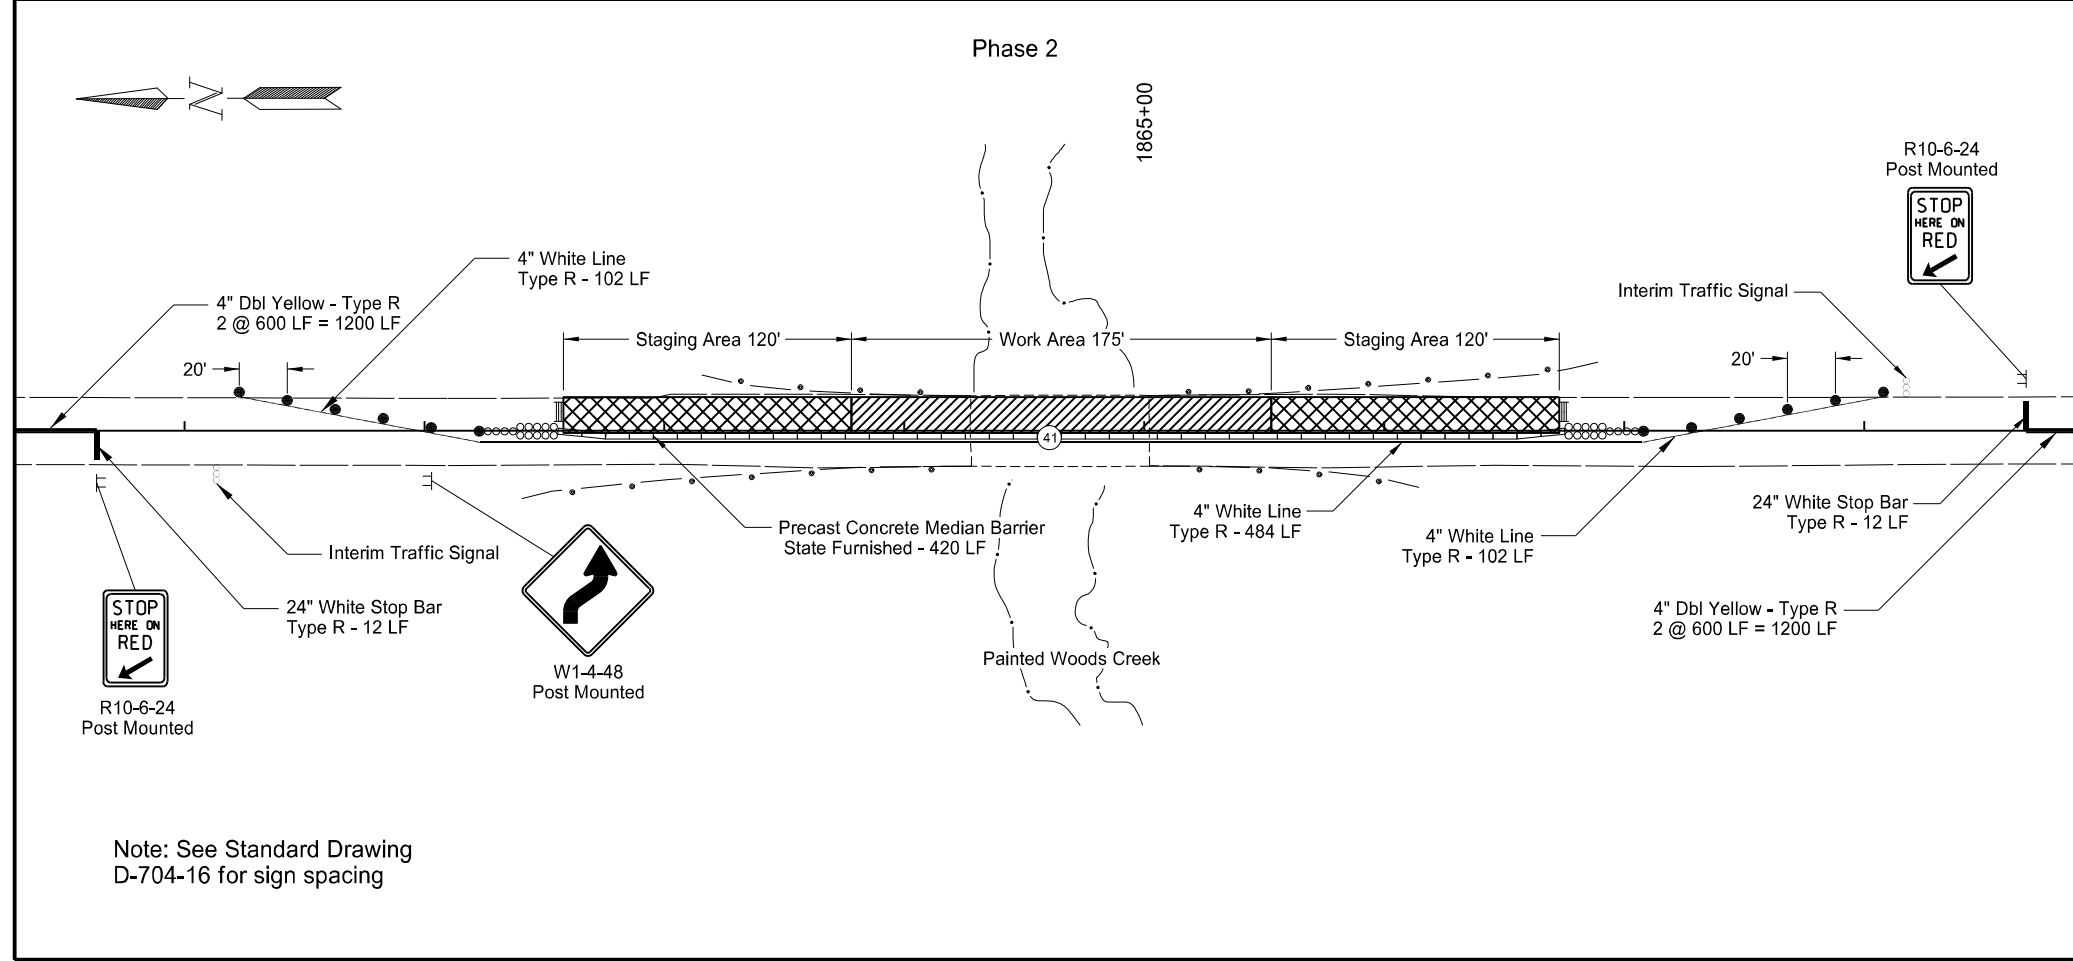 Phase 2
N
1865+00
R10-6-24
Post Mounted
STOP
HERE ON
RED
4" White Line
Type R - 102 LF
4" Dbl Yellow - Type R
2 @ 600 LF = 1200 LF
Interim Traffic Signal
Staging Area 120'
Work Area 175'
Staging Area 120'
20'
20'
41
Precast Concrete Median Barrier
State Furnished - 420 LF
4" White Line
Type R - 484 LF
4" White Line
Type R - 102 LF
24" White Stop Bar
Type R - 12 LF
Interim Traffic Signal
24" White Stop Bar
Type R - 12 LF
4" Dbl Yellow - Type R
2 @ 600 LF = 1200 LF
STOP
HERE ON
RED
R10-6-24
Post Mounted
W1-4-48
Post Mounted
Painted Woods Creek
Note: See Standard Drawing
D-704-16 for sign spacing